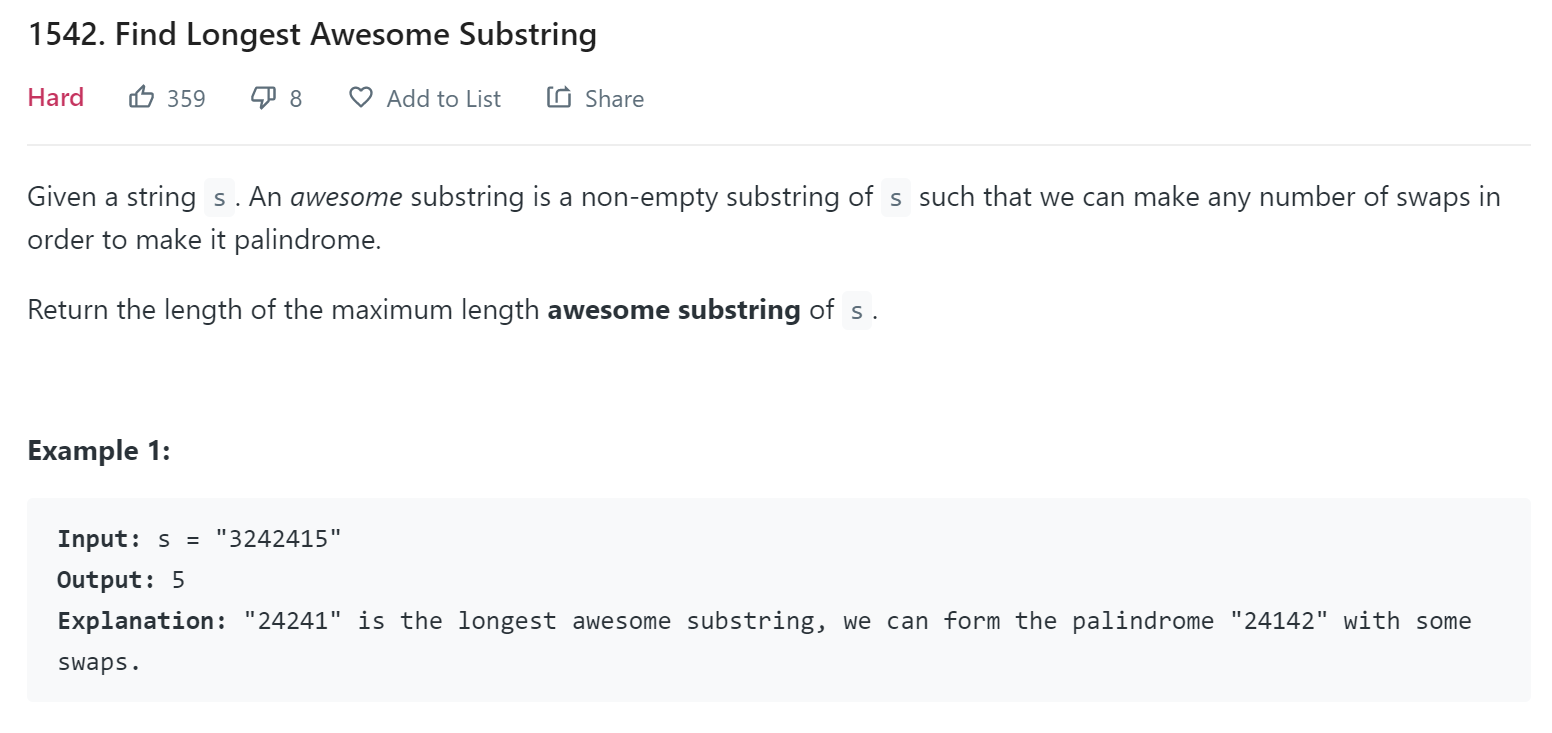 1542. Find Longest Awesome Substring
Hard 359 8 Add to List Share
Given a string s. An awesome substring is a non-empty substring of s such that we can make any number of swaps in
order to make it palindrome.
Return the length of the maximum length awesome substring of s.
Example 1:
Input: s = "3242415"
Output: 5
Explanation: "24241" is the longest awesome substring, we can form the palindrome "24142" with some
swaps.